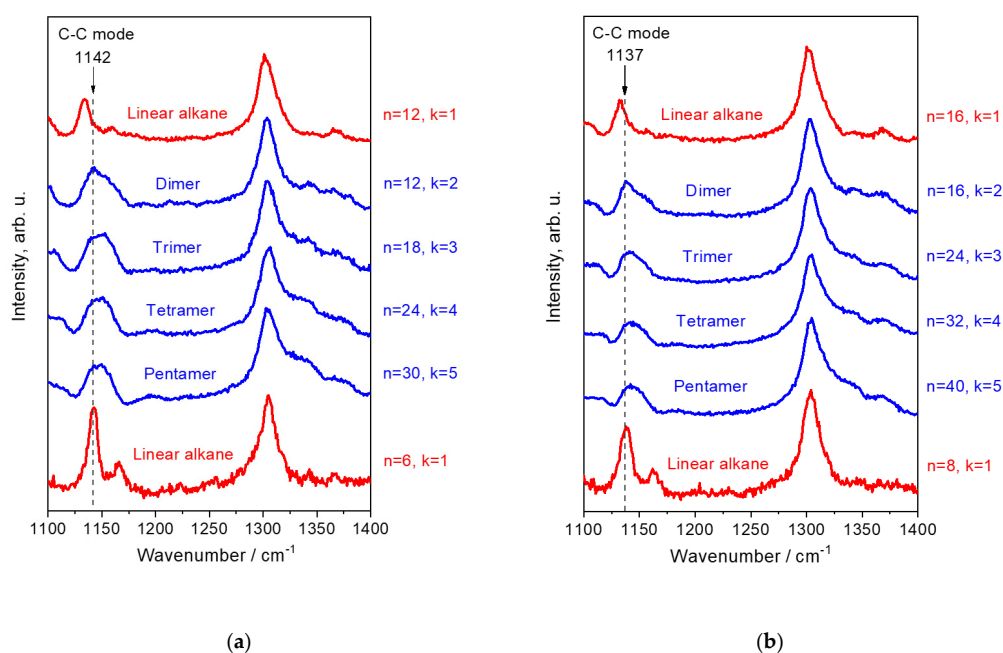 C-C mode
1142
Linear alkane
n=12, k=1
Dimer
n=12, k=2
Trimer
n=18, k=3
Tetramer
n=24, k=4
Pentamer
n=30, k=5
Linear alkane
n=6, k=1
Intensity, arb. u.
1100 1150 1200 1250 1300 1350 1400
Wavenumber / cm⁻¹
(a)
C-C mode
1137
Linear alkane
n=16, k=1
Dimer
n=16, k=2
Trimer
n=24, k=3
Tetramer
n=32, k=4
Pentamer
n=40, k=5
Linear alkane
n=8, k=1
Intensity, arb. u.
1100 1150 1200 1250 1300 1350 1400
Wavenumber / cm⁻¹
(b)